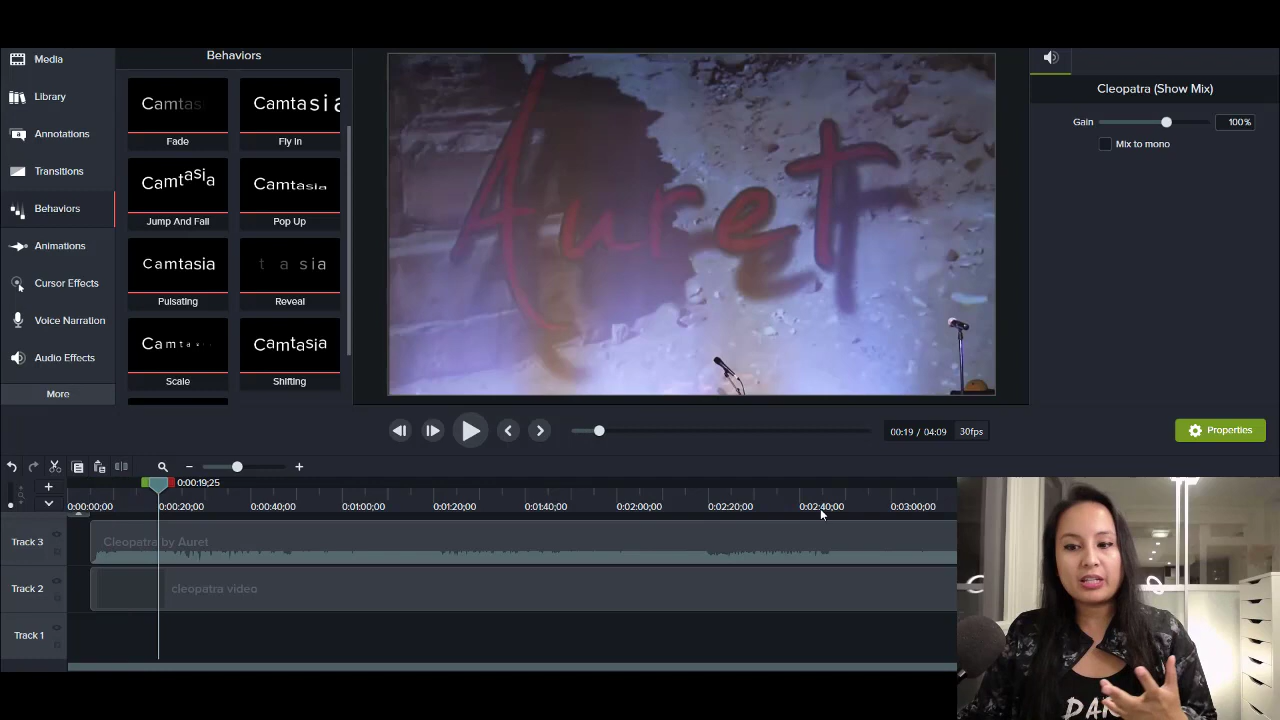 Media
Library
Annotations
Transitions
Behaviors
Animations
Cursor Effects
Voice Narration
Audio Effects
More
Behaviors
Camtas
Fade
Camtasia
Fly In
Camtasia
Jump And Fall
Camtasia
Pop Up
Camtasia
Pulsating
t a sia
Reveal
Camta
Scale
Camtasia
Shifting
Auret
Cleopatra (Show Mix)
Gain
100%
Mix to mono
00:19 / 04:09
30fps
Properties
0:00:19;25
0:00:00;00
0:00:20;00
0:00:40;00
0:01:00;00
0:01:20;00
0:01:40;00
0:02:00;00
0:02:20;00
0:02:40;00
0:03:00;00
Track 3
Cleopatra by Auret
Track 2
cleopatra video
Track 1